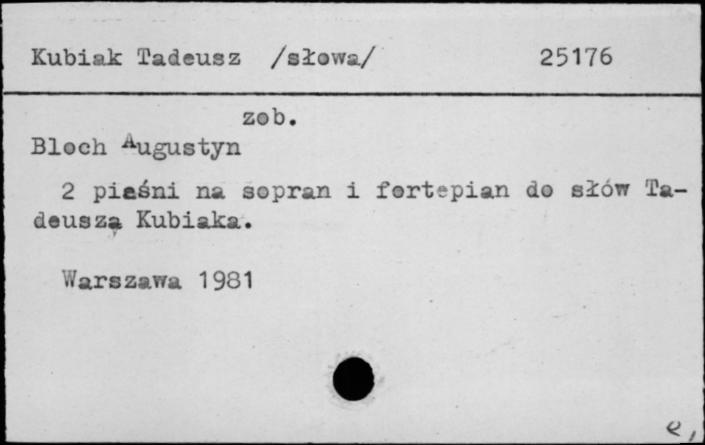 Kubiak Tadeusz /słowa/ 25176
zob.
Bloch Augustyn
2 pieśni na sopran i fortepian do słów Ta-
deusza Kubiaka.
Warszawa 1981
e,